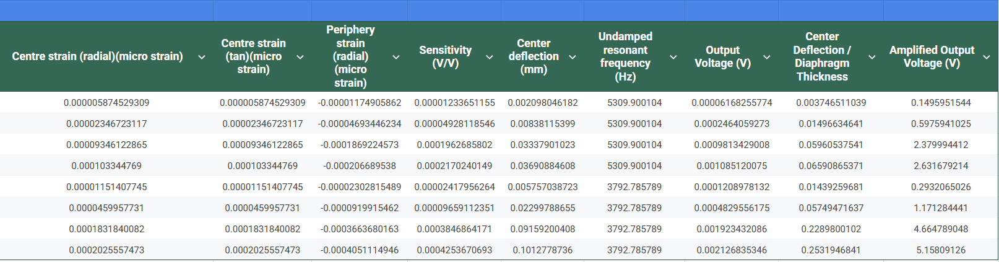 Centre strain (radial)(micro strain) Centre strain (tan)(micro strain) Periphery strain (radial) (micro strain) Sensitivity (V/V) Center deflection (mm) Undamped resonant frequency (Hz) Output Voltage (V) Center Deflection / Diaphragm Thickness Amplified Output Voltage (V)
0.000005874529309 0.000005874529309 -0.00001174905862 0.00001233651155 0.002098046182 5309.900104 0.00006168255774 0.003746511039 0.1495951544
0.00002346723117 0.00002346723117 -0.00004693446234 0.00004928118546 0.00838115399 5309.900104 0.0002464059273 0.01496634641 0.5975941025
0.00009346122865 0.00009346122865 -0.0001869224573 0.0001962685802 0.03337901023 5309.900104 0.0009813429008 0.05960537541 2.379994412
0.000103344769 0.000103344769 -0.000206689538 0.0002170240149 0.03690884608 5309.900104 0.001085120075 0.06590865371 2.631679214
0.00001151407745 0.00001151407745 -0.00002302815489 0.00002417956264 0.005757038723 3792.785789 0.0001208978132 0.01439259681 0.2932065026
0.0000459957731 0.0000459957731 -0.0000919915462 0.00009659112351 0.02299788655 3792.785789 0.0004829556175 0.05749471637 1.171284441
0.0001831840082 0.0001831840082 -0.0003663680163 0.0003846864171 0.09159200408 3792.785789 0.001923432086 0.2289800102 4.664789048
0.0002025557473 0.0002025557473 -0.0004051114946 0.0004253670693 0.1012778736 3792.785789 0.002126835346 0.2531946841 5.15809126